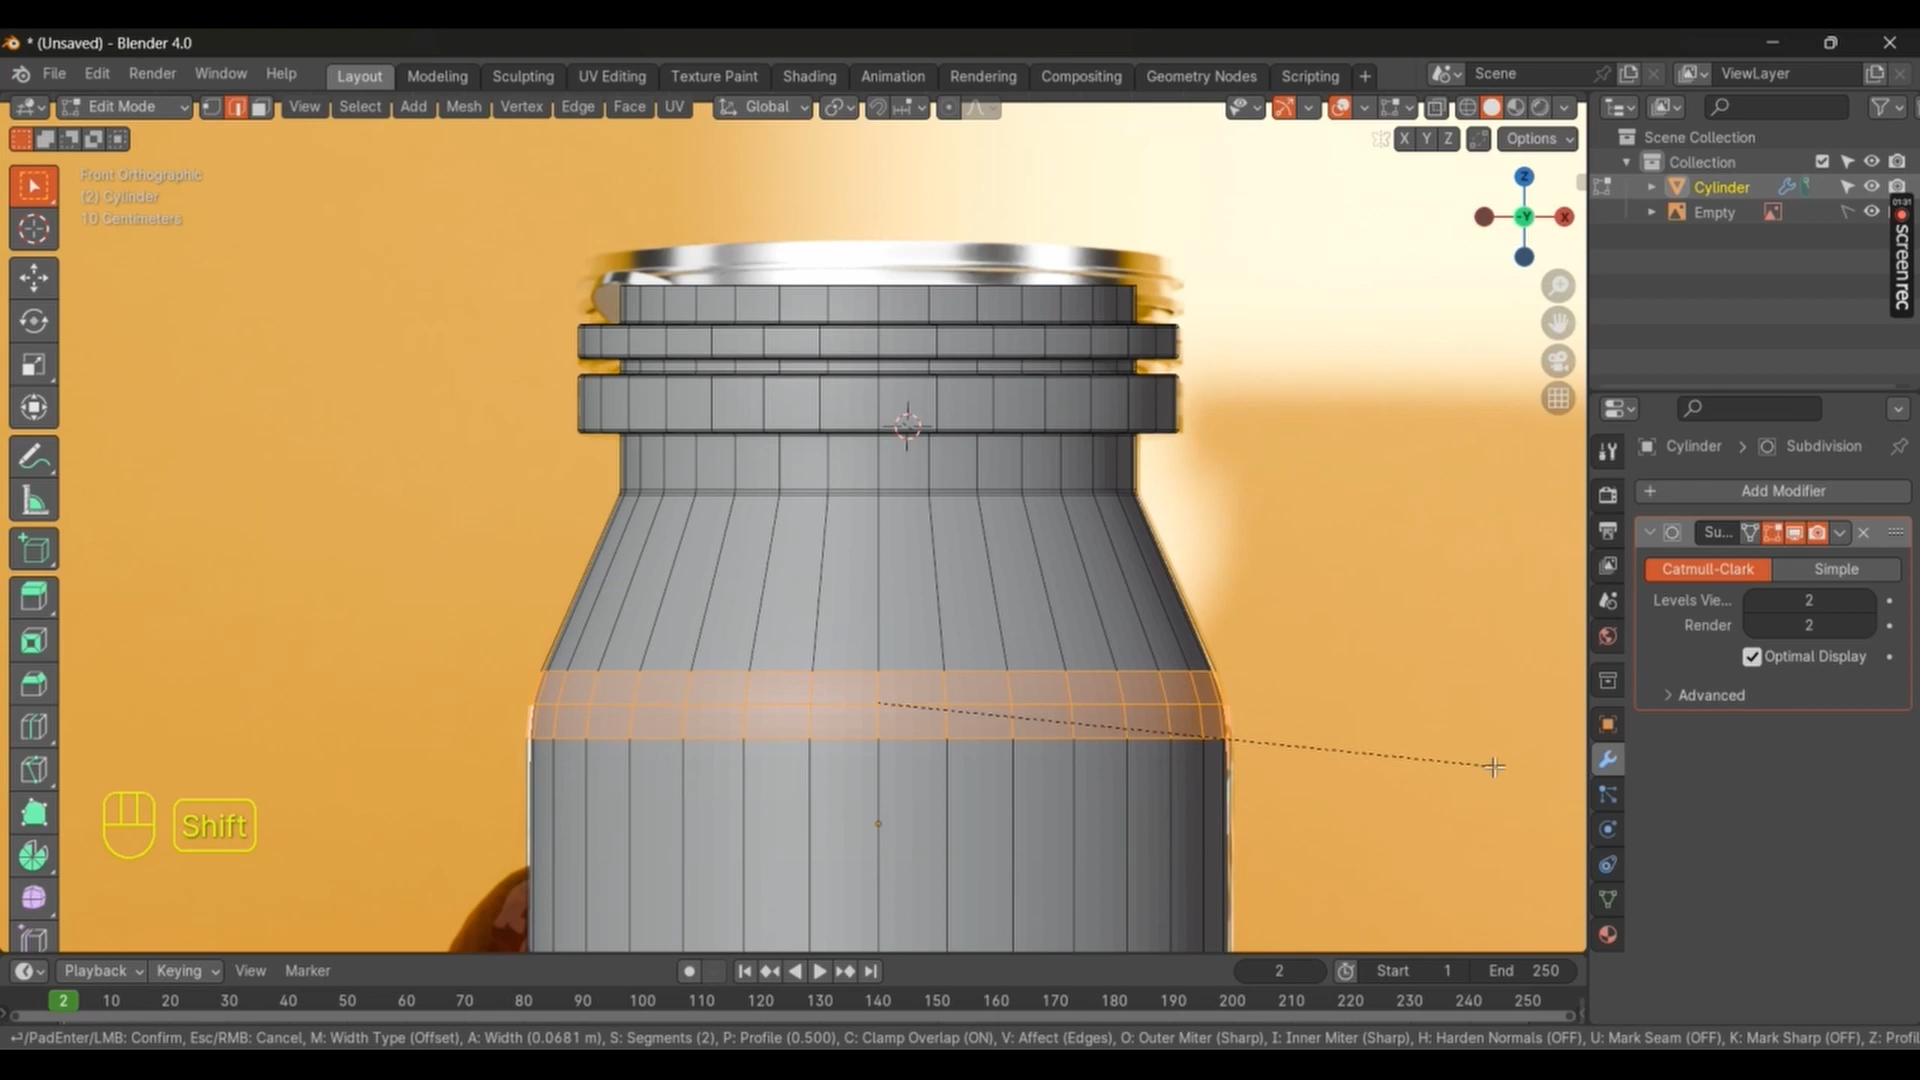 * (Unsaved) - Blender 4.0
File Edit Render Window Help Layout Modeling Sculpting UV Editing Texture Paint Shading Animation Rendering Compositing Geometry Nodes Scripting + Scene ViewLayer
Edit Mode View Select Add Mesh Vertex Edge Face UV Global
X Y Z Options
Scene Collection
Collection
Cylinder
Empty
01:31
screenrec
Front Orthographic
(2) Cylinder
10 Centimeters
Z
-Y
X
Cylinder > Subdivision
+ Add Modifier
Su...
Catmull-Clark Simple
Levels Vie... 2
Render 2
Optimal Display
> Advanced
Shift
Playback Keying View Marker 2 Start 1 End 250
2 10 20 30 40 50 60 70 80 90 100 110 120 130 140 150 160 170 180 190 200 210 220 230 240 250
/PadEnter/LMB: Confirm, Esc/RMB: Cancel, M: Width Type (Offset), A: Width (0.0681 m), S: Segments (2), P: Profile (0.500), C: Clamp Overlap (ON), V: Affect (Edges), O: Outer Miter (Sharp), I: Inner Miter (Sharp), H: Harden Normals (OFF), U: Mark Seam (OFF), K: Mark Sharp (OFF), Z: Profil